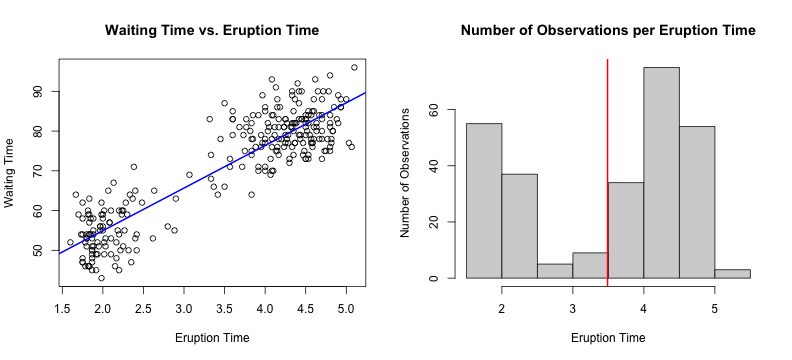 Waiting Time vs. Eruption Time
Waiting Time
90
80
70
60
50
1.5 2.0 2.5 3.0 3.5 4.0 4.5 5.0
Eruption Time
Number of Observations per Eruption Time
Number of Observations
60
40
20
0
2 3 4 5
Eruption Time